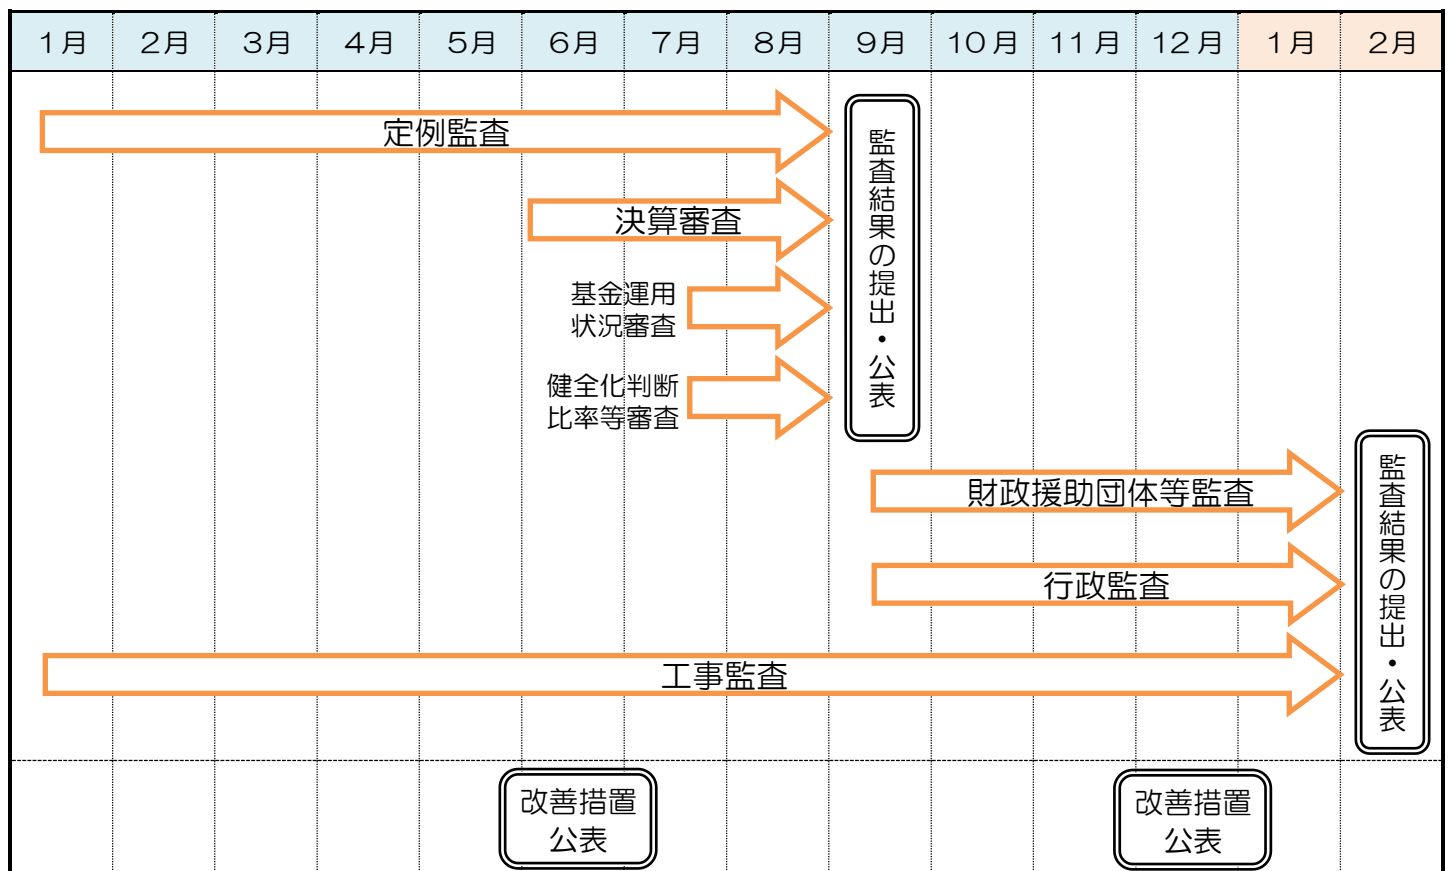 1月 2月 3月 4月 5月 6月 7月 8月 9月 10月 11月 12月 1月 2月
定例監査
決算審査
基金運用
状況審査
健全化判断
比率等審査
監査結果の提出・公表
財政援助団体等監査
行政監査
工事監査
監査結果の提出・公表
改善措置
公表
改善措置
公表